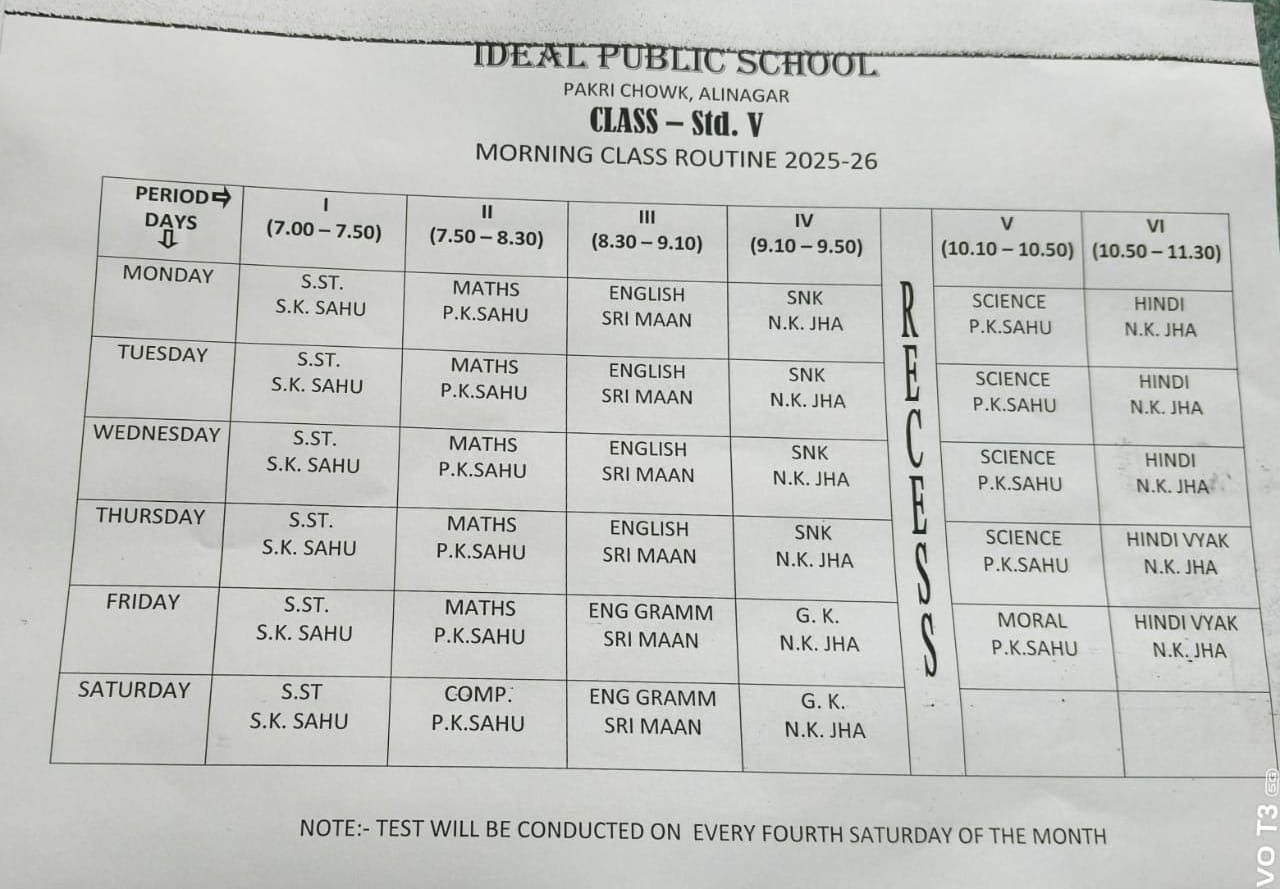 IDEAL PUBLIC SCHOOL
PAKRI CHOWK, ALINAGAR
CLASS – Std. V
MORNING CLASS ROUTINE 2025-26
PERIOD⇨ DAYS⇩ I (7.00 – 7.50) II (7.50 – 8.30) III (8.30 – 9.10) IV (9.10 – 9.50) RECESS V (10.10 – 10.50) VI (10.50 – 11.30)
MONDAY S.ST. S.K. SAHU MATHS P.K.SAHU ENGLISH SRI MAAN SNK N.K. JHA SCIENCE P.K.SAHU HINDI N.K. JHA
TUESDAY S.ST. S.K. SAHU MATHS P.K.SAHU ENGLISH SRI MAAN SNK N.K. JHA SCIENCE P.K.SAHU HINDI N.K. JHA
WEDNESDAY S.ST. S.K. SAHU MATHS P.K.SAHU ENGLISH SRI MAAN SNK N.K. JHA SCIENCE P.K.SAHU HINDI N.K. JHA
THURSDAY S.ST. S.K. SAHU MATHS P.K.SAHU ENGLISH SRI MAAN SNK N.K. JHA SCIENCE P.K.SAHU HINDI VYAK N.K. JHA
FRIDAY S.ST. S.K. SAHU MATHS P.K.SAHU ENG GRAMM SRI MAAN G. K. N.K. JHA MORAL P.K.SAHU HINDI VYAK N.K. JHA
SATURDAY S.ST S.K. SAHU COMP. P.K.SAHU ENG GRAMM SRI MAAN G. K. N.K. JHA
NOTE:- TEST WILL BE CONDUCTED ON EVERY FOURTH SATURDAY OF THE MONTH
VO T3 5G